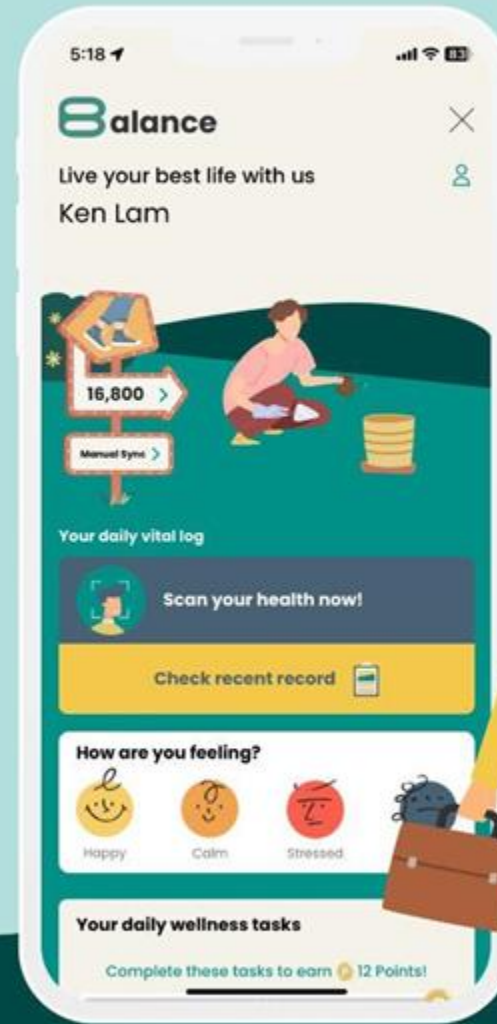 5:18
83
Balance
Live your best life with us
Ken Lam
16,800
Manual Sync
Your daily vital log
Scan your health now!
Check recent record
How are you feeling?
Happy
Calm
Stressed
Your daily wellness tasks
Complete these tasks to earn P 12 Points!